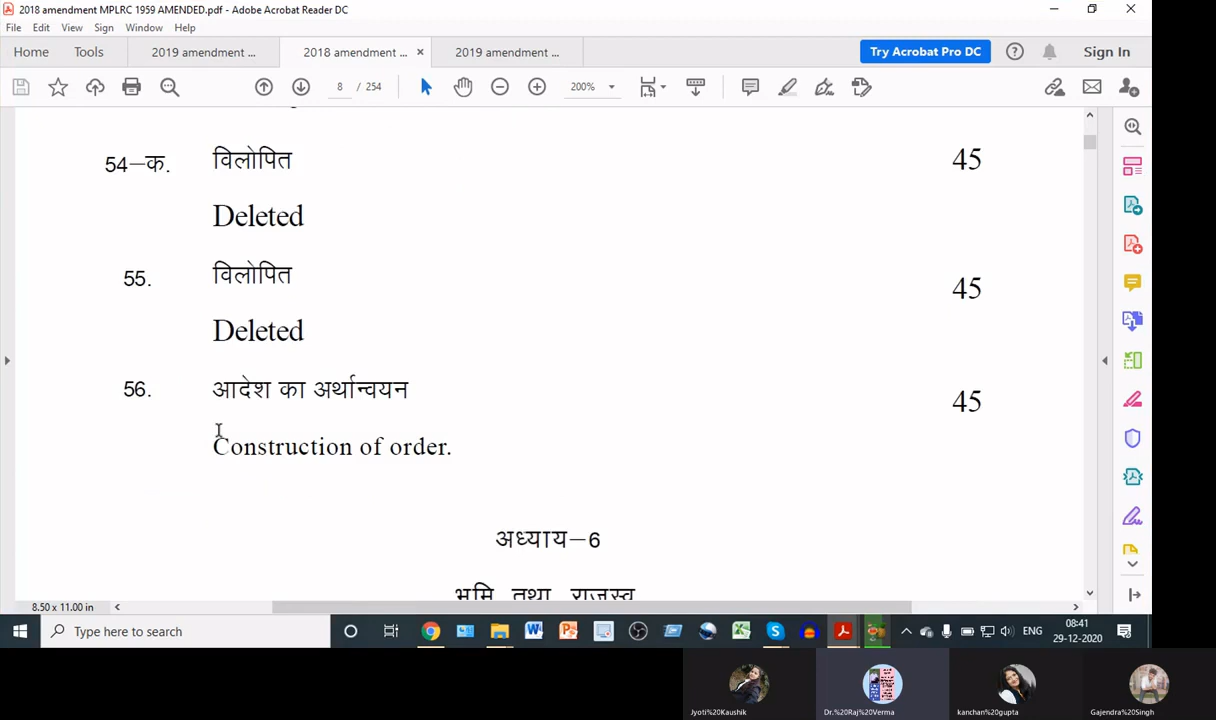 2018 amendment MPLRC 1959 AMENDED.pdf - Adobe Acrobat Reader DC
File Edit View Sign Window Help
Home Tools 2019 amendment ... 2018 amendment ... × 2019 amendment ... Try Acrobat Pro DC Sign In
8 / 254 200%
54–क. विलोपित 45
Deleted
55. विलोपित 45
Deleted
56. आदेश का अर्थान्वयन 45
Construction of order.
अध्याय–6
भूमि तथा राजस्व
8.50 x 11.00 in
Type here to search
ENG
08:41
29-12-2020
Jyoti%20Kaushik Dr.%20Raj%20Verma kanchan%20gupta Gajendra%20Singh